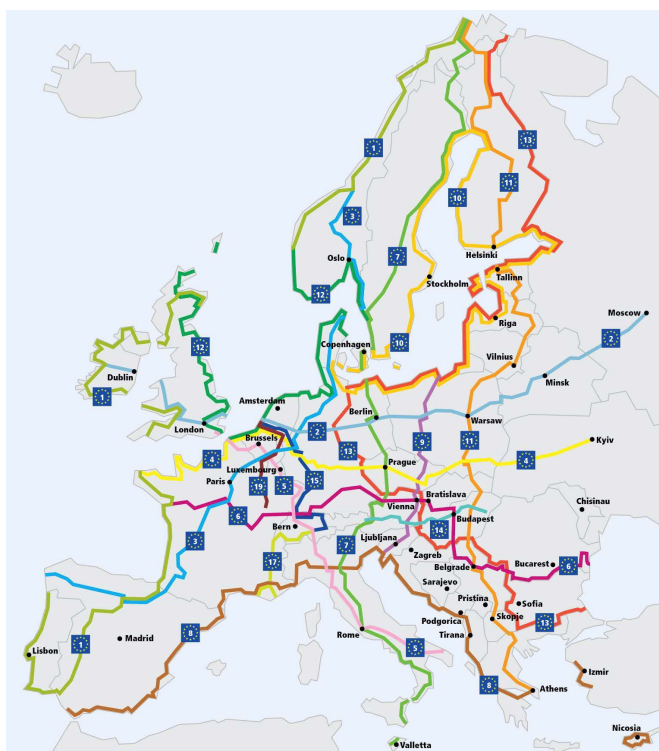 1
13
11
10
3
Oslo
7
Helsinki
12
Stockholm
Tallinn
Moscow
Riga
2
12
Copenhagen
10
Vilnius
Dublin
Minsk
1
Amsterdam
Berlin
London
2
Warsaw
Brussels
9
11
Kyiv
4
13
4
Luxembourg
Prague
Paris
19
5
15
Chisinau
6
Vienna
Bratislava
Budapest
Bern
14
3
7
Ljubljana
17
Zagreb
Belgrade
Bucarest
6
Sarajevo
Pristina
Sofia
Madrid
8
Podgorica
Skopje
13
1
Rome
Tirana
Lisbon
5
Izmir
8
Athens
Nicosia
Valletta